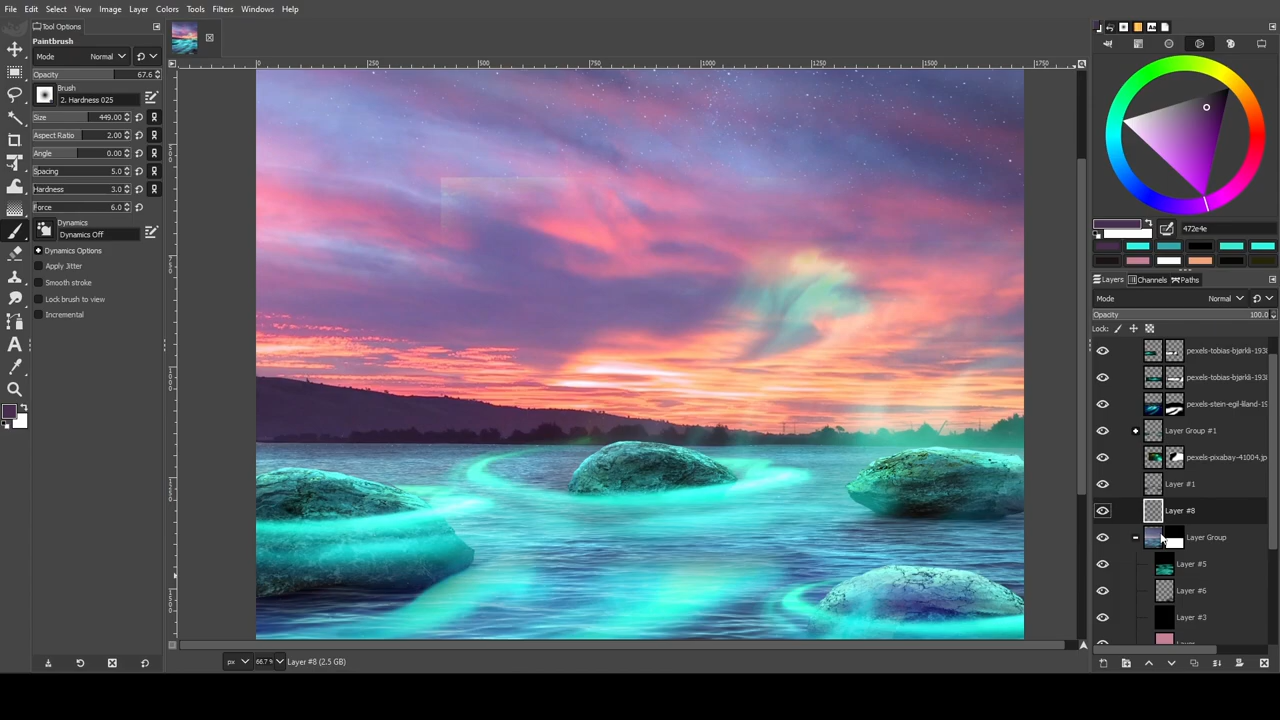 File Edit Select View Image Layer Colors Tools Filters Windows Help
Tool Options
Paintbrush
Mode Normal
Opacity 67.6
Brush
2. Hardness 025
Size 449.00
Aspect Ratio 2.00
Angle 0.00
Spacing 5.0
Hardness 3.0
Force 6.0
Dynamics
Dynamics Off
Dynamics Options
Apply Jitter
Smooth stroke
Lock brush to view
Incremental
0 250 500 750 1000 1250 1500 1750
px 66.7 Layer #8 (2.5 GB)
472e4e
Layers Channels Paths
Mode Normal
Opacity 100.0
Lock:
pexels-tobias-bjørkli-193
pexels-tobias-bjørkli-193
pexels-stein-egil-liland-19
Layer Group #1
pexels-pixabay-41004.jp
Layer #1
Layer #8
Layer Group
Layer #5
Layer #6
Layer #3